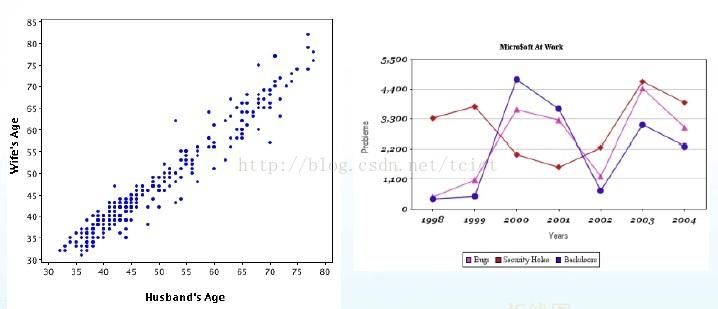 85
80
75
70
65
60
55
50
45
40
35
30
Wife's Age
30 35 40 45 50 55 60 65 70 75 80
Husband's Age
Micro$oft At Work
5,500
4,400
3,300
2,200
1,100
0
Problems
1998 1999 2000 2001 2002 2003 2004
Years
Bugs Security Holes Backdoors
http://blog.csdn.net/tcict